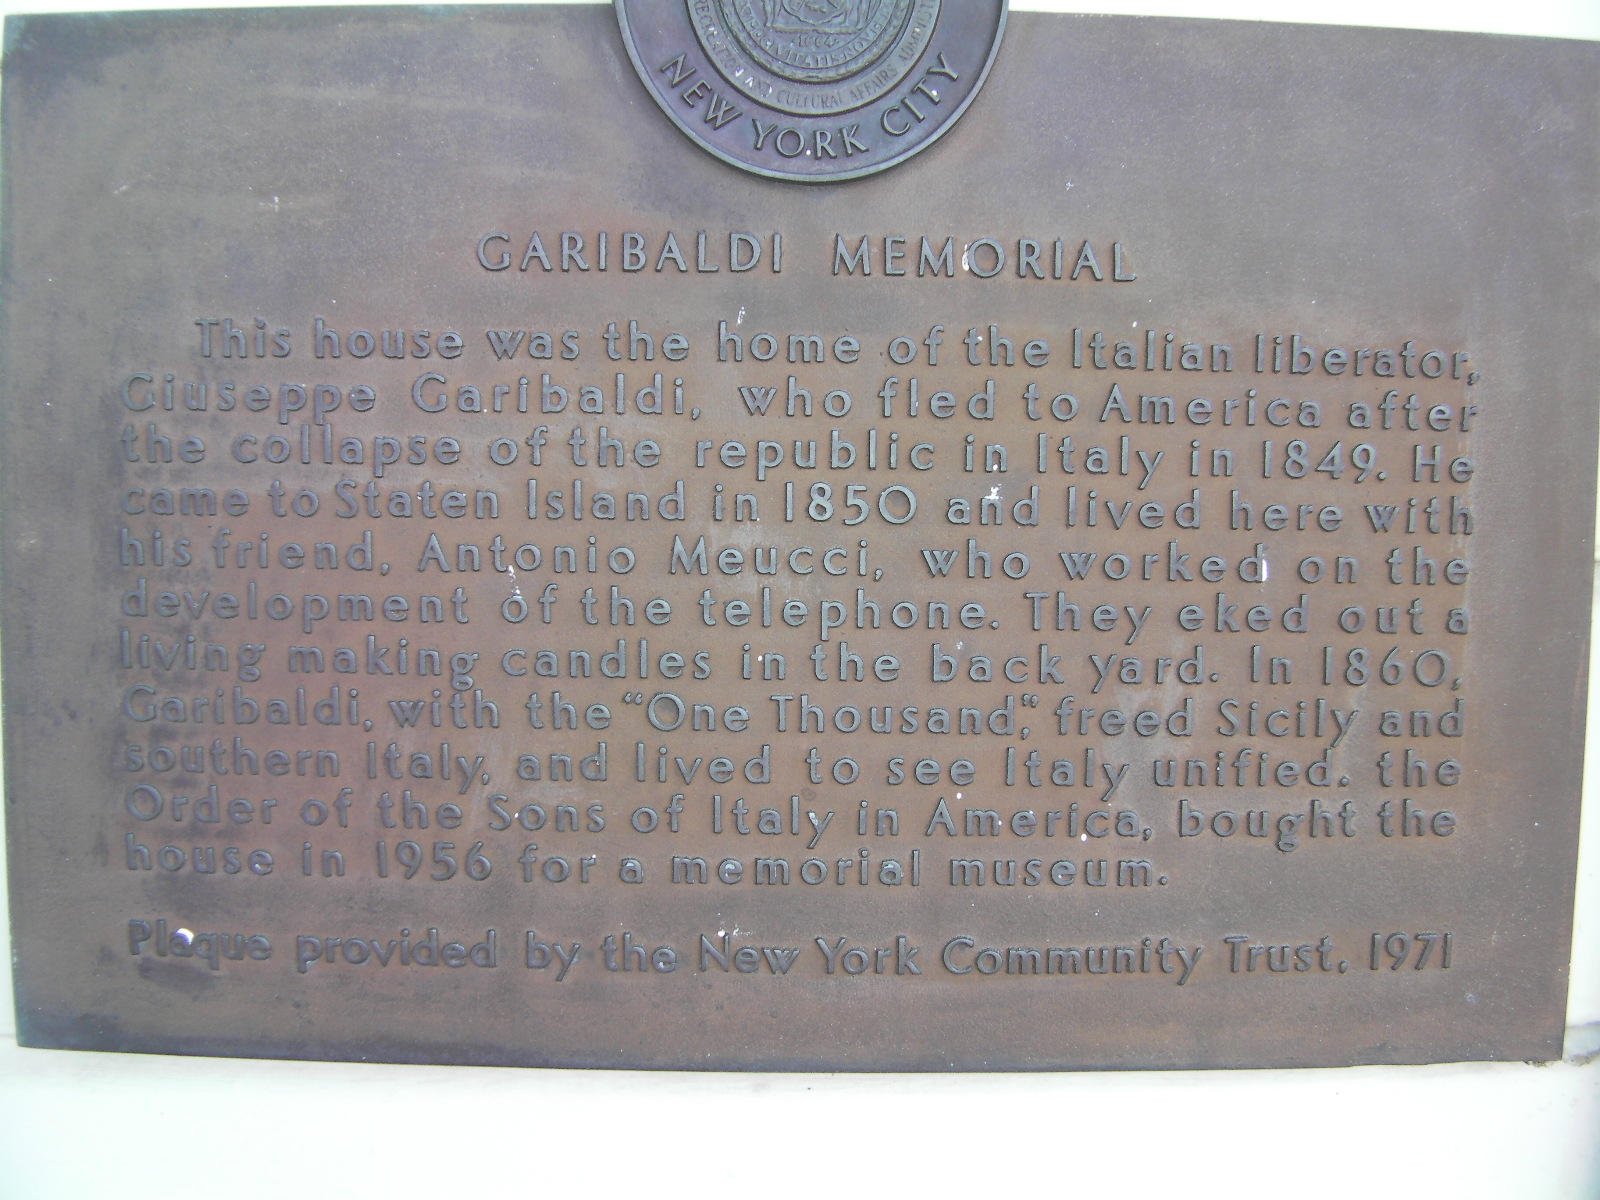 1664
RECREATION AND CULTURAL AFFAIRS
NEW YORK CITY
GARIBALDI MEMORIAL
This house was the home of the Italian liberator,
Giuseppe Garibaldi, who fled to America after
the collapse of the republic in Italy in 1849. He
came to Staten Island in 1850 and lived here with
his friend, Antonio Meucci, who worked on the
development of the telephone. They eked out a
living making candles in the back yard. In 1860,
Garibaldi, with the “One Thousand,” freed Sicily and
southern Italy, and lived to see Italy unified. the
Order of the Sons of Italy in America, bought the
house in 1956 for a memorial museum.
Plaque provided by the New York Community Trust, 1971